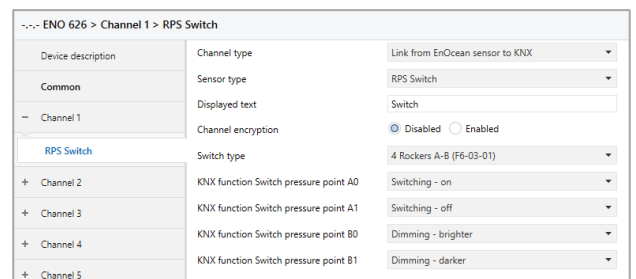 -.-.- ENO 626 > Channel 1 > RPS Switch
Device description
Common
− Channel 1
RPS Switch
+ Channel 2
+ Channel 3
+ Channel 4
+ Channel 5
Channel type Link from EnOcean sensor to KNX
Sensor type RPS Switch
Displayed text Switch
Channel encryption Disabled Enabled
Switch type 4 Rockers A-B (F6-03-01)
KNX function Switch pressure point A0 Switching - on
KNX function Switch pressure point A1 Switching - off
KNX function Switch pressure point B0 Dimming - brighter
KNX function Switch pressure point B1 Dimming - darker